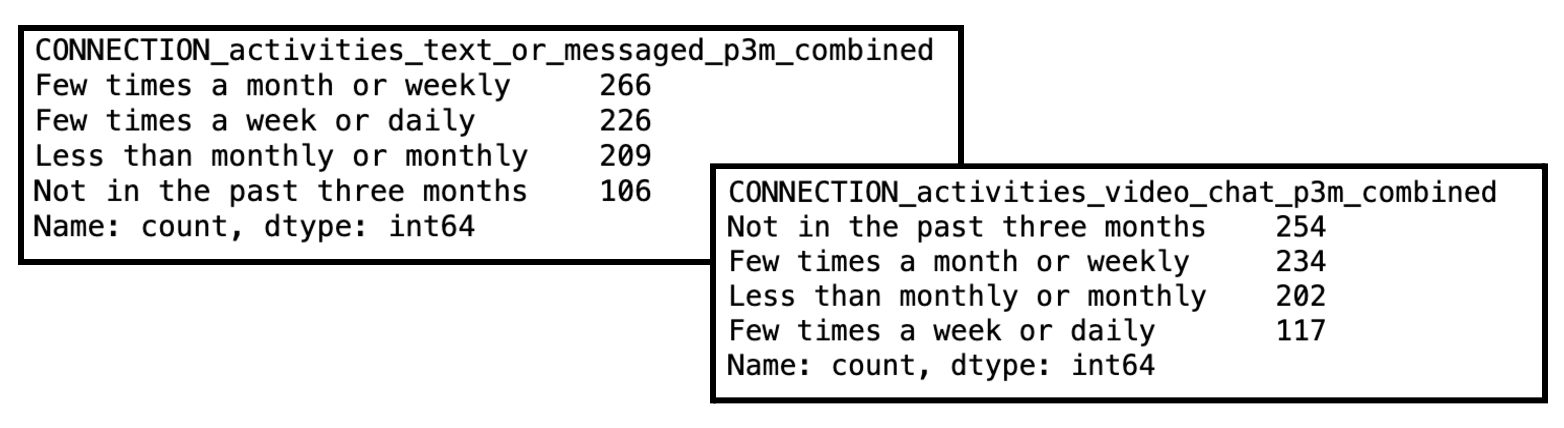 CONNECTION_activities_text_or_messaged_p3m_combined
Few times a month or weekly 266
Few times a week or daily 226
Less than monthly or monthly 209
Not in the past three months 106
Name: count, dtype: int64
CONNECTION_activities_video_chat_p3m_combined
Not in the past three months 254
Few times a month or weekly 234
Less than monthly or monthly 202
Few times a week or daily 117
Name: count, dtype: int64